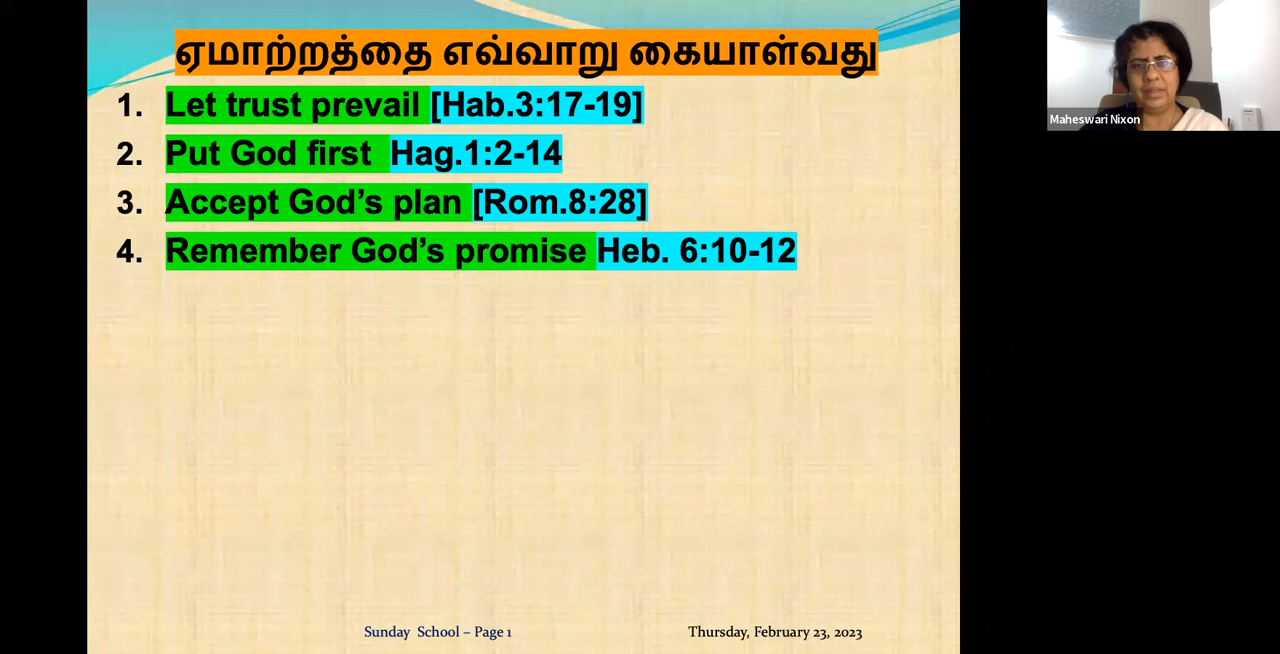 ஏமாற்றத்தை எவ்வாறு கையாள்வது
1. Let trust prevail [Hab.3:17-19]
2. Put God first Hag.1:2-14
3. Accept God’s plan [Rom.8:28]
4. Remember God’s promise Heb. 6:10-12
Maheswari Nixon
Sunday School – Page 1
Thursday, February 23, 2023